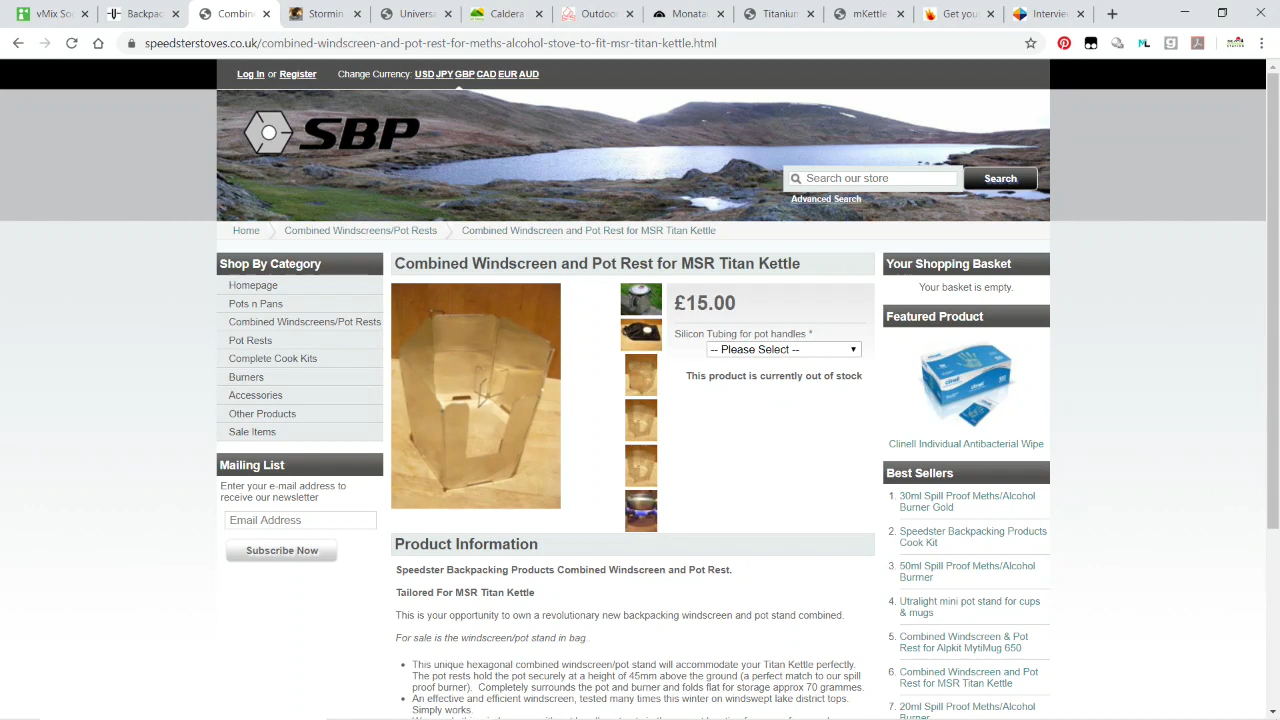 vMix So
Backpa
Combin
Stormin
Universa
Caldera
Outdoo
Monata
Titanium
mKettle
Get you
Interview
speedsterstoves.co.uk/combined-windscreen-and-pot-rest-for-meths-alcohol-stove-to-fit-msr-titan-kettle.html
Log In or Register Change Currency: USD JPY GBP CAD EUR AUD
SBP
Search our store Search
Advanced Search
Home Combined Windscreens/Pot Rests Combined Windscreen and Pot Rest for MSR Titan Kettle
Shop By Category
Homepage
Pots n Pans
Combined Windscreens/Pot Rests
Pot Rests
Complete Cook Kits
Burners
Accessories
Other Products
Sale Items
Mailing List
Enter your e-mail address to
receive our newsletter
Email Address
Subscribe Now
Combined Windscreen and Pot Rest for MSR Titan Kettle
£15.00
Silicon Tubing for pot handles *
-- Please Select --
This product is currently out of stock
Product Information
Speedster Backpacking Products Combined Windscreen and Pot Rest.
Tailored For MSR Titan Kettle
This is your opportunity to own a revolutionary new backpacking windscreen and pot stand combined.
For sale is the windscreen/pot stand in bag.
• This unique hexagonal combined windscreen/pot stand will accommodate your Titan Kettle perfectly.
The pot rests hold the pot securely at a height of 45mm above the ground (a perfect match to our spill
proof burner). Completely surrounds the pot and burner and folds flat for storage approx 70 grammes.
• An effective and efficient windscreen, tested many times this winter on windswept lake district tops.
Simply works.
Your Shopping Basket
Your basket is empty.
Featured Product
clinell
Clinell Individual Antibacterial Wipe
Best Sellers
1. 30ml Spill Proof Meths/Alcohol
Burner Gold
2. Speedster Backpacking Products
Cook Kit
3. 50ml Spill Proof Meths/Alcohol
Burmer
4. Utralight mini pot stand for cups
& mugs
5. Combined Windscreen & Pot
Rest for Alpkit MytiMug 650
6. Combined Windscreen and Pot
Rest for MSR Titan Kettle
7. 20ml Spill Proof Meths/Alcohol
Burner